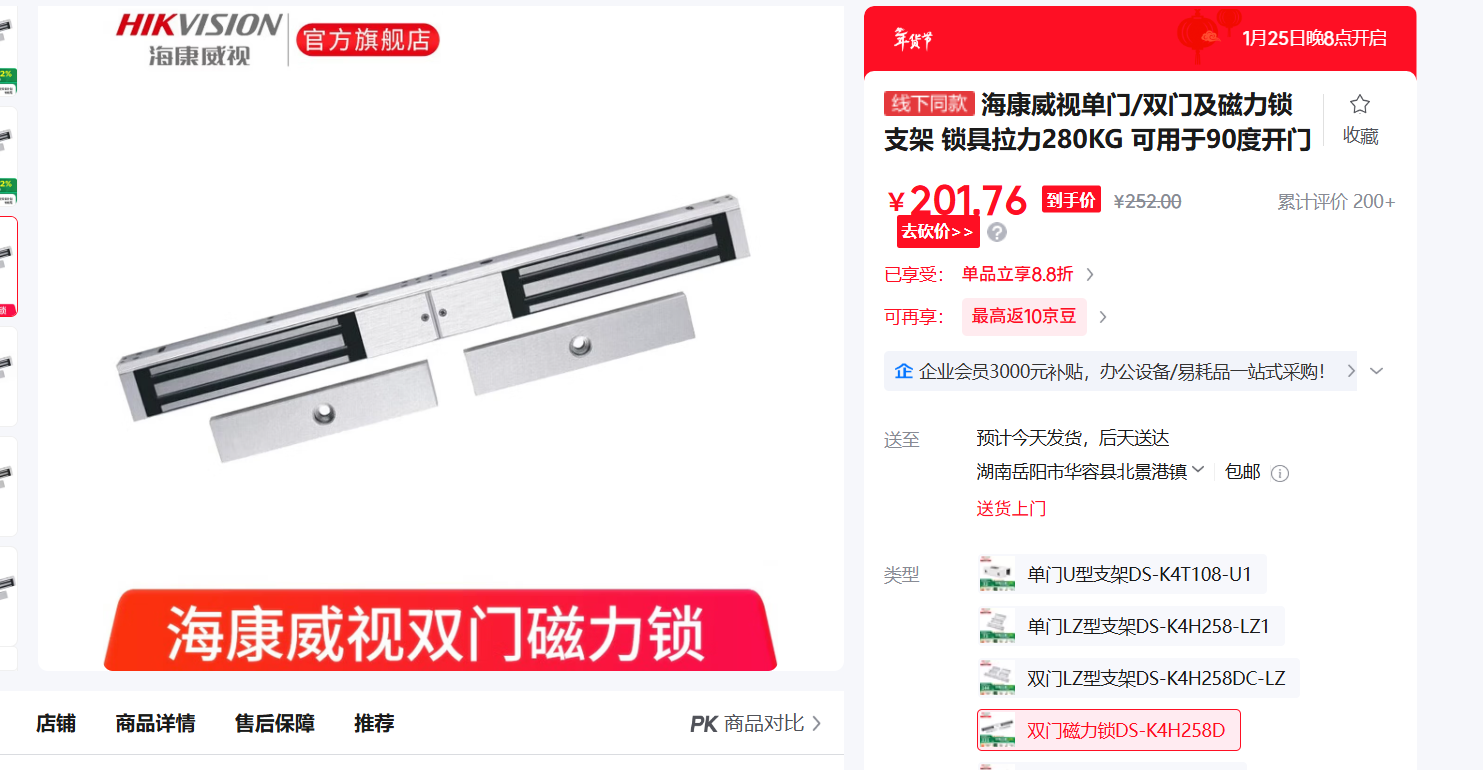 HIKVISION
海康威视
官方旗舰店
海康威视双门磁力锁
店铺
商品详情
售后保障
推荐
PK 商品对比
年货节
1月25日晚8点开启
线下同款 海康威视单门/双门及磁力锁
支架 锁具拉力280KG 可用于90度开门
收藏
¥201.76 到手价 ¥252.00
累计评价 200+
去砍价>> ?
已享受： 单品立享8.8折
可再享： 最高返10京豆
企 企业会员3000元补贴，办公设备/易耗品一站式采购！
送至
预计今天发货，后天送达
湖南岳阳市华容县北景港镇 包邮
送货上门
类型
单门U型支架DS-K4T108-U1
单门LZ型支架DS-K4H258-LZ1
双门LZ型支架DS-K4H258DC-LZ
双门磁力锁DS-K4H258D